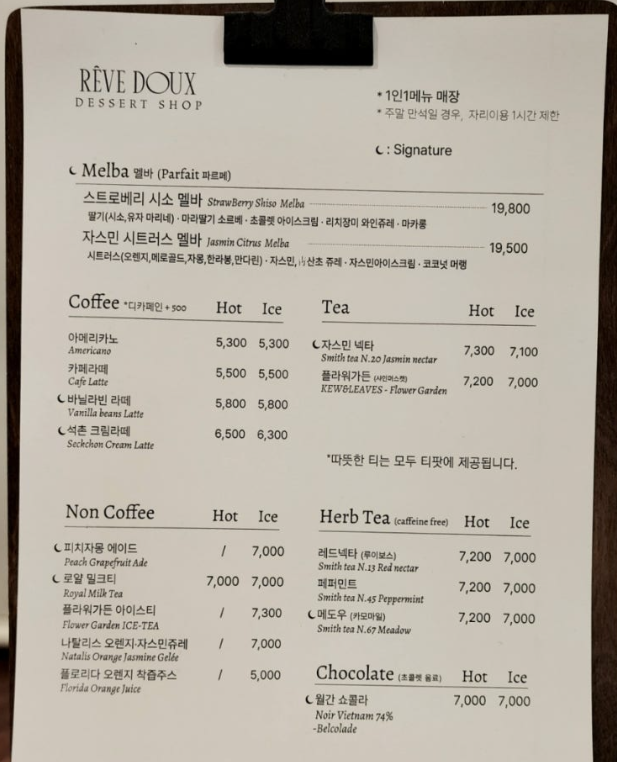 RÊVE DOUX
DESSERT SHOP
* 1인1메뉴 매장
* 주말 만석일 경우, 자리이용 1시간 제한
: Signature
Melba 멜바 (Parfait 파르페)
스트로베리 시소 멜바 StrawBerry Shiso Melba 19,800
딸기(시소,유자 마리네) · 마라딸기 소르베 · 초콜렛 아이스크림 · 리치장미 와인쥬레 · 마카롱
자스민 시트러스 멜바 Jasmin Citrus Melba 19,500
시트러스(오렌지,메로골드,자몽,한라봉,만다린) · 자스민, 산초 쥬레 · 자스민아이스크림 · 코코넛 머랭
Coffee *디카페인 + 500 Hot Ice
아메리카노 5,300 5,300
Americano
카페라떼 5,500 5,500
Cafe Latte
바닐라빈 라떼 5,800 5,800
Vanilla beans Latte
석촌 크림라떼 6,500 6,300
Seckchon Cream Latte
Tea Hot Ice
자스민 넥타 7,300 7,100
Smith tea N.20 Jasmin nectar
플라워가든 (샤인머스켓) 7,200 7,000
KEW&LEAVES - Flower Garden
*따뜻한 티는 모두 티팟에 제공됩니다.
Non Coffee Hot Ice
피치자몽 에이드 / 7,000
Peach Grapefruit Ade
로얄 밀크티 7,000 7,000
Royal Milk Tea
플라워가든 아이스티 / 7,300
Flower Garden ICE-TEA
나탈리스 오렌지·자스민쥬레 / 7,000
Natalis Orange Jasmine Gelée
플로리다 오렌지 착즙주스 / 5,000
Florida Orange Juice
Herb Tea (caffeine free) Hot Ice
레드넥타 (루이보스) 7,200 7,000
Smith tea N.13 Red nectar
페퍼민트 7,200 7,000
Smith tea N.45 Peppermint
메도우 (카모마일) 7,200 7,000
Smith tea N.67 Meadow
Chocolate (초콜렛 음료) Hot Ice
월간 쇼콜라 7,000 7,000
Noir Vietnam 74%
-Belcolade